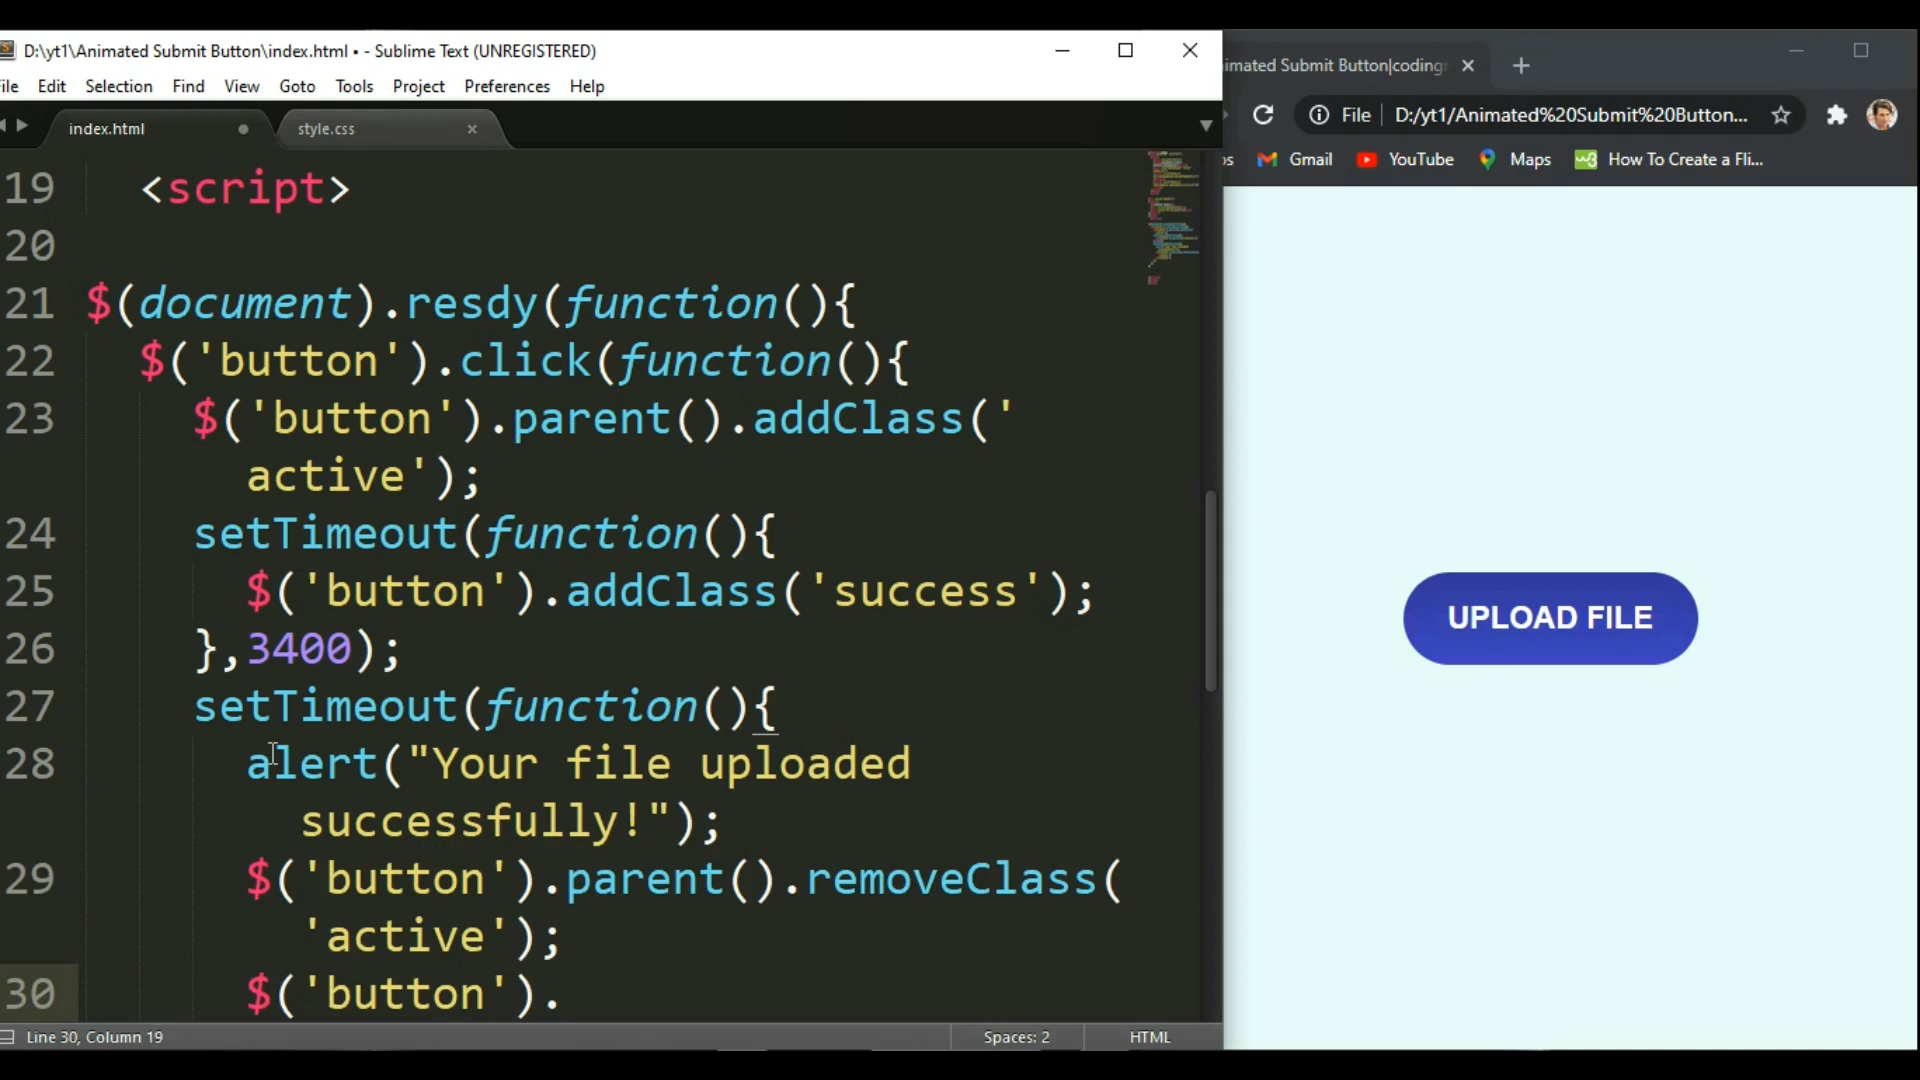 D:\yt1\Animated Submit Button\index.html • - Sublime Text (UNREGISTERED)
File Edit Selection Find View Goto Tools Project Preferences Help
index.html
style.css
19 <script>
20
21 $(document).resdy(function(){
22 $('button').click(function(){
23 $('button').parent().addClass('
active');
24 setTimeout(function(){
25 $('button').addClass('success');
26 },3400);
27 setTimeout(function(){
28 alert("Your file uploaded
successfully!");
29 $('button').parent().removeClass(
'active');
30 $('button').
Line 30, Column 19
Spaces: 2
HTML
imated Submit Button|coding
File D:/yt1/Animated%20Submit%20Button...
Gmail YouTube Maps How To Create a Fli...
UPLOAD FILE